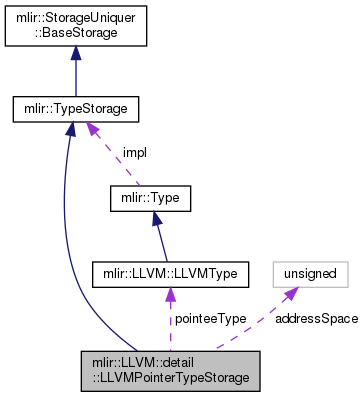 mlir::StorageUniquer
::BaseStorage
mlir::TypeStorage
impl
mlir::Type
mlir::LLVM::LLVMType
unsigned
pointeeType
addressSpace
mlir::LLVM::detail
::LLVMPointerTypeStorage